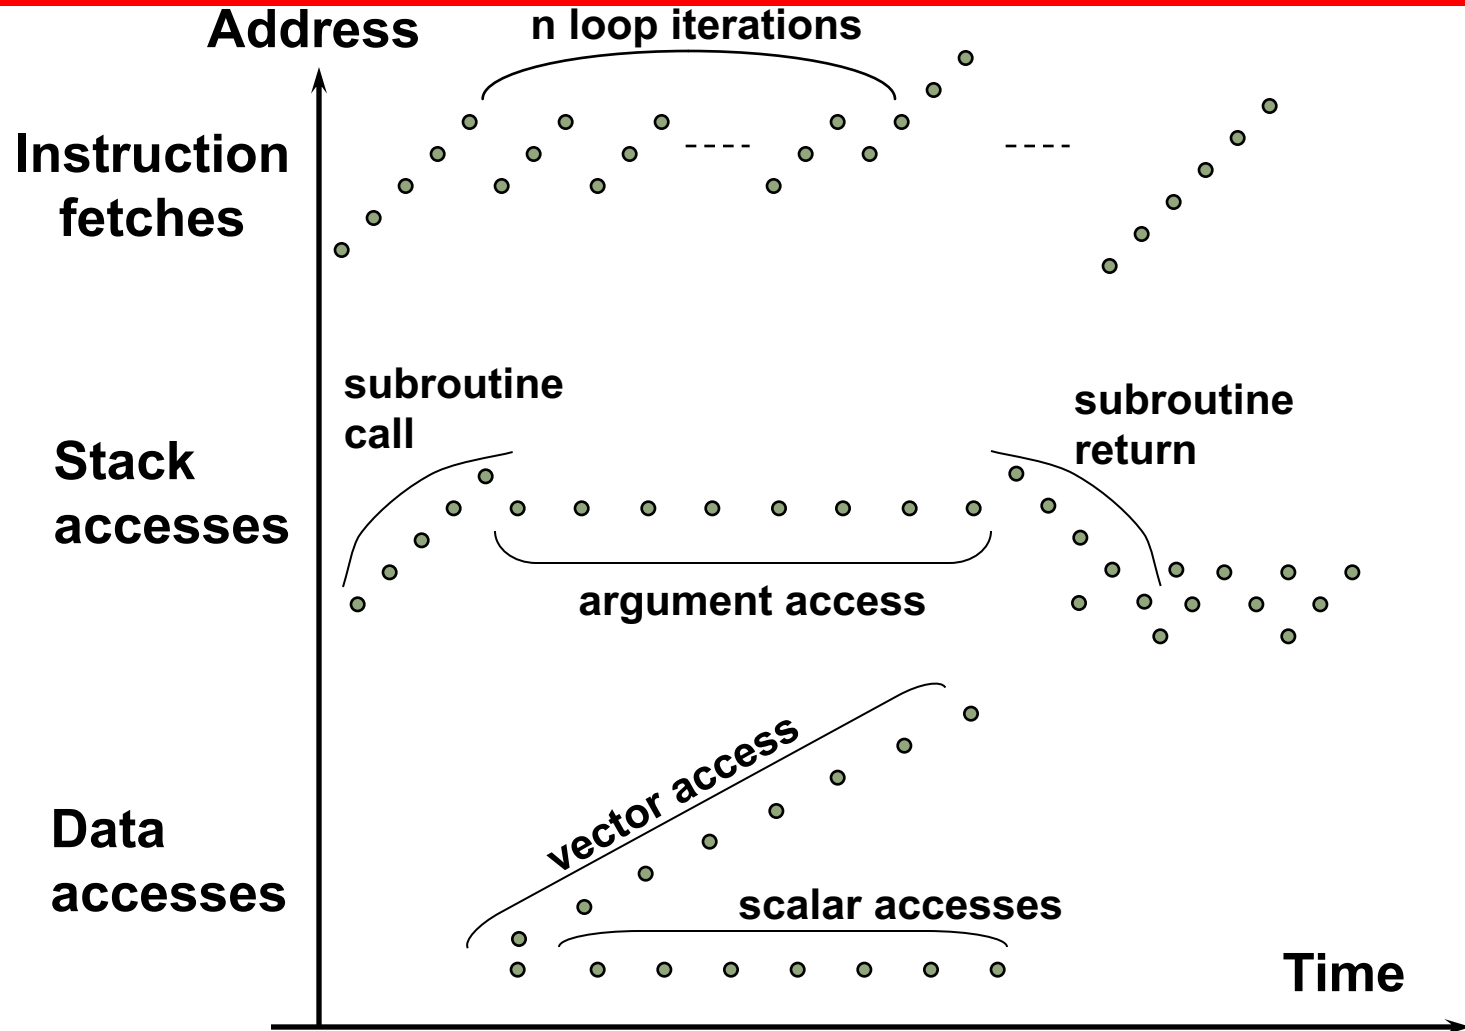 Address
n loop iterations
Instruction
fetches
subroutine
call
subroutine
return
Stack
accesses
argument access
vector access
Data
accesses
scalar accesses
Time